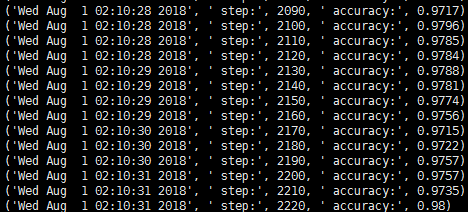 ('Wed Aug  1 02:10:28 2018', ' step:', 2090, ' accuracy:', 0.9717)
('Wed Aug  1 02:10:28 2018', ' step:', 2100, ' accuracy:', 0.9796)
('Wed Aug  1 02:10:28 2018', ' step:', 2110, ' accuracy:', 0.9785)
('Wed Aug  1 02:10:28 2018', ' step:', 2120, ' accuracy:', 0.9784)
('Wed Aug  1 02:10:29 2018', ' step:', 2130, ' accuracy:', 0.9788)
('Wed Aug  1 02:10:29 2018', ' step:', 2140, ' accuracy:', 0.9781)
('Wed Aug  1 02:10:29 2018', ' step:', 2150, ' accuracy:', 0.9774)
('Wed Aug  1 02:10:29 2018', ' step:', 2160, ' accuracy:', 0.9756)
('Wed Aug  1 02:10:30 2018', ' step:', 2170, ' accuracy:', 0.9715)
('Wed Aug  1 02:10:30 2018', ' step:', 2180, ' accuracy:', 0.9722)
('Wed Aug  1 02:10:30 2018', ' step:', 2190, ' accuracy:', 0.9757)
('Wed Aug  1 02:10:31 2018', ' step:', 2200, ' accuracy:', 0.9757)
('Wed Aug  1 02:10:31 2018', ' step:', 2210, ' accuracy:', 0.9735)
('Wed Aug  1 02:10:31 2018', ' step:', 2220, ' accuracy:', 0.98)